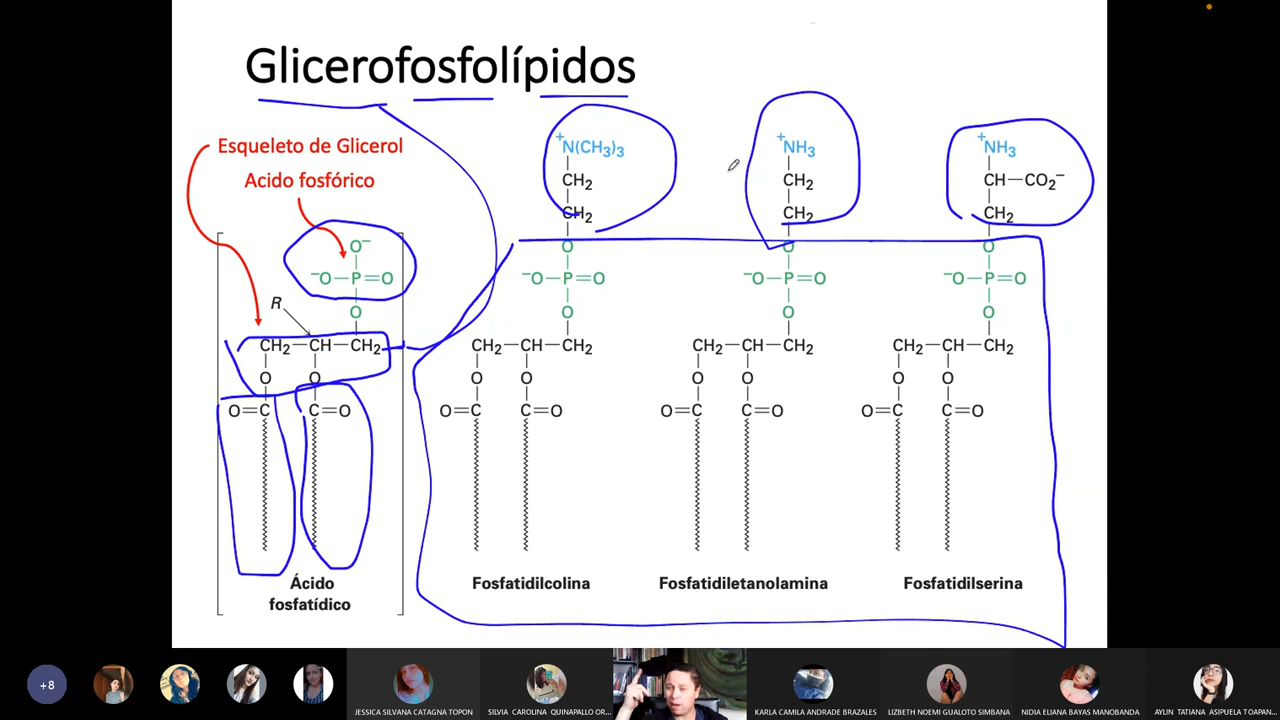 Glicerofosfolípidos
Esqueleto de Glicerol
Acido fosfórico
+
N(CH₃)₃
CH₂
CH₂
+
NH₃
CH₂
CH₂
+
NH₃
CH—CO₂⁻
CH₂
O⁻
⁻O—P=O
O
R
CH₂—CH—CH₂
O O
O=C C=O
O
⁻O—P=O
O
CH₂—CH—CH₂
O O
O=C C=O
O
⁻O—P=O
O
CH₂—CH—CH₂
O O
O=C C=O
O
⁻O—P=O
O
CH₂—CH—CH₂
O O
O=C C=O
Ácido
fosfatídico
Fosfatidilcolina
Fosfatidiletanolamina
Fosfatidilserina
+8
JESSICA SILVANA CATAGNA TOPON
SILVIA CAROLINA QUINAPALLO OR...
KARLA CAMILA ANDRADE BRAZALES
LIZBETH NOEMI GUALOTO SIMBANA
NIDIA ELIANA BAYAS MANOBANDA
AYLIN TATIANA ASIPUELA TOAPAN...